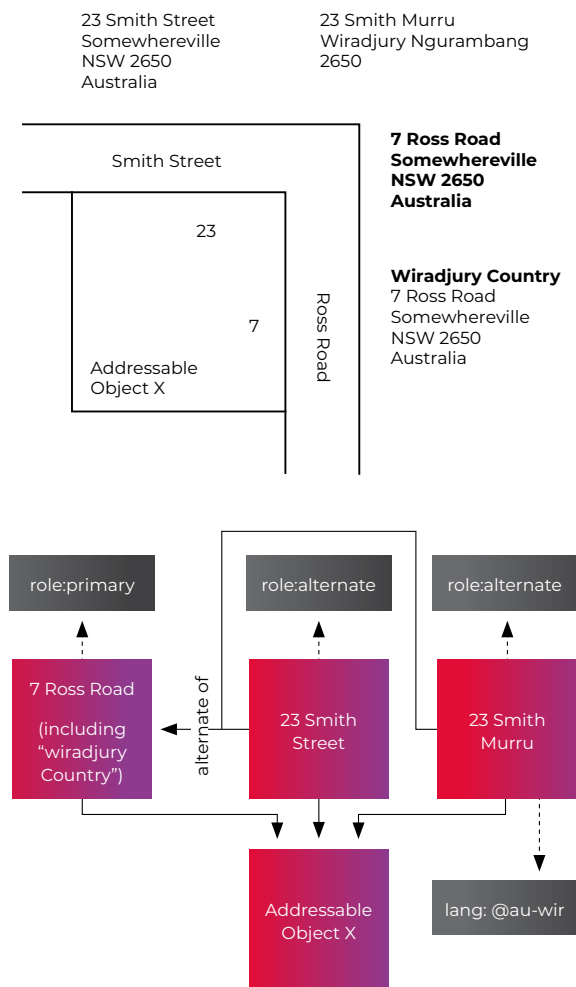 23 Smith Street
Somewhereville
NSW 2650
Australia
23 Smith Murru
Wiradjury Ngurambang
2650
Smith Street
23
7
Addressable
Object X
Ross Road
7 Ross Road
Somewhereville
NSW 2650
Australia
Wiradjury Country
7 Ross Road
Somewhereville
NSW 2650
Australia
role:primary
role:alternate
role:alternate
7 Ross Road
(including
“wiradjury
Country”)
alternate of
23 Smith
Street
23 Smith
Murru
Addressable
Object X
lang: @au-wir